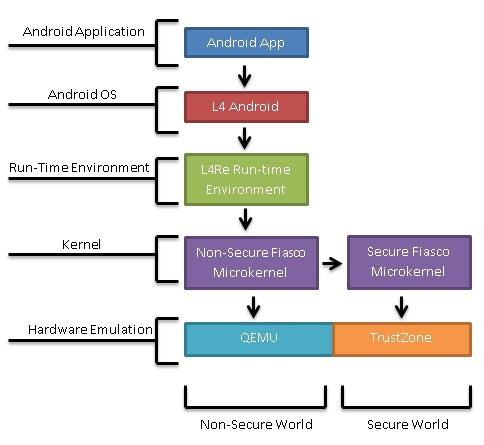 Android Application
Android App
Android OS
L4 Android
Run-Time Environment
L4Re Run-time
Environment
Kernel
Non-Secure Fiasco
Microkernel
Secure Fiasco
Microkernel
Hardware Emulation
QEMU
TrustZone
Non-Secure World
Secure World